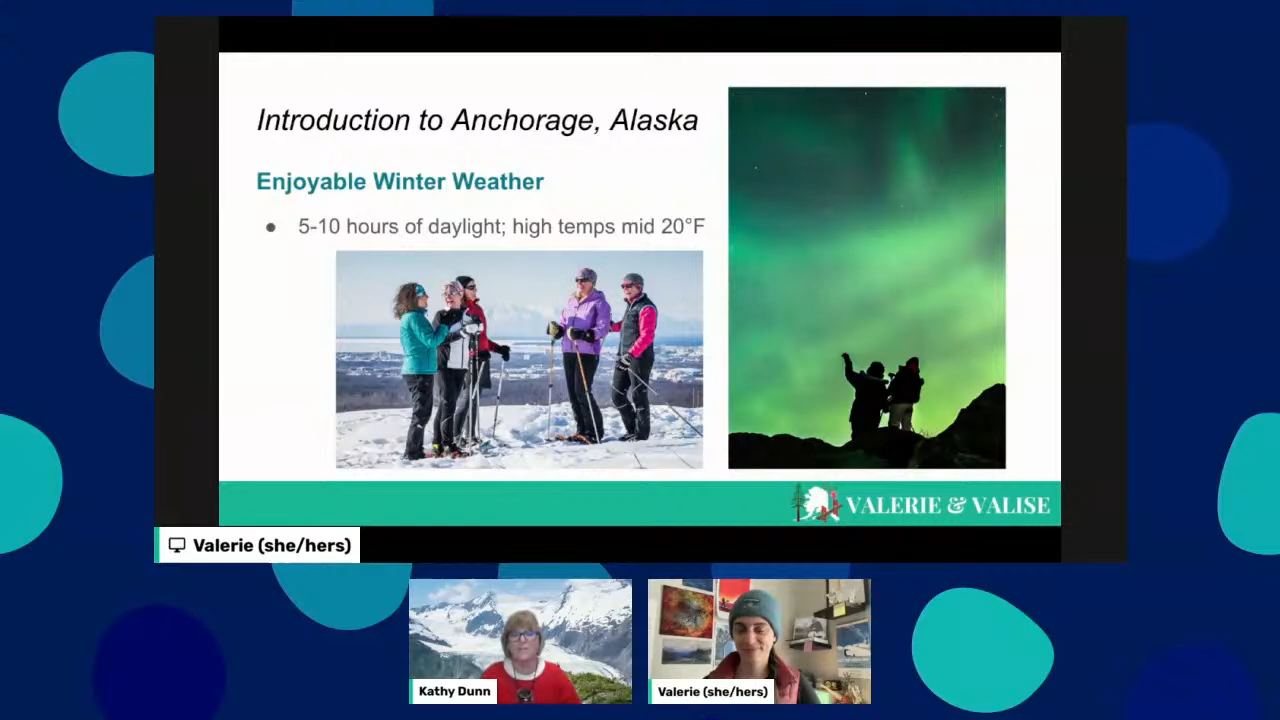 Introduction to Anchorage, Alaska
Enjoyable Winter Weather
● 5-10 hours of daylight; high temps mid 20°F
VALERIE & VALISE
Valerie (she/hers)
Kathy Dunn
Valerie (she/hers)